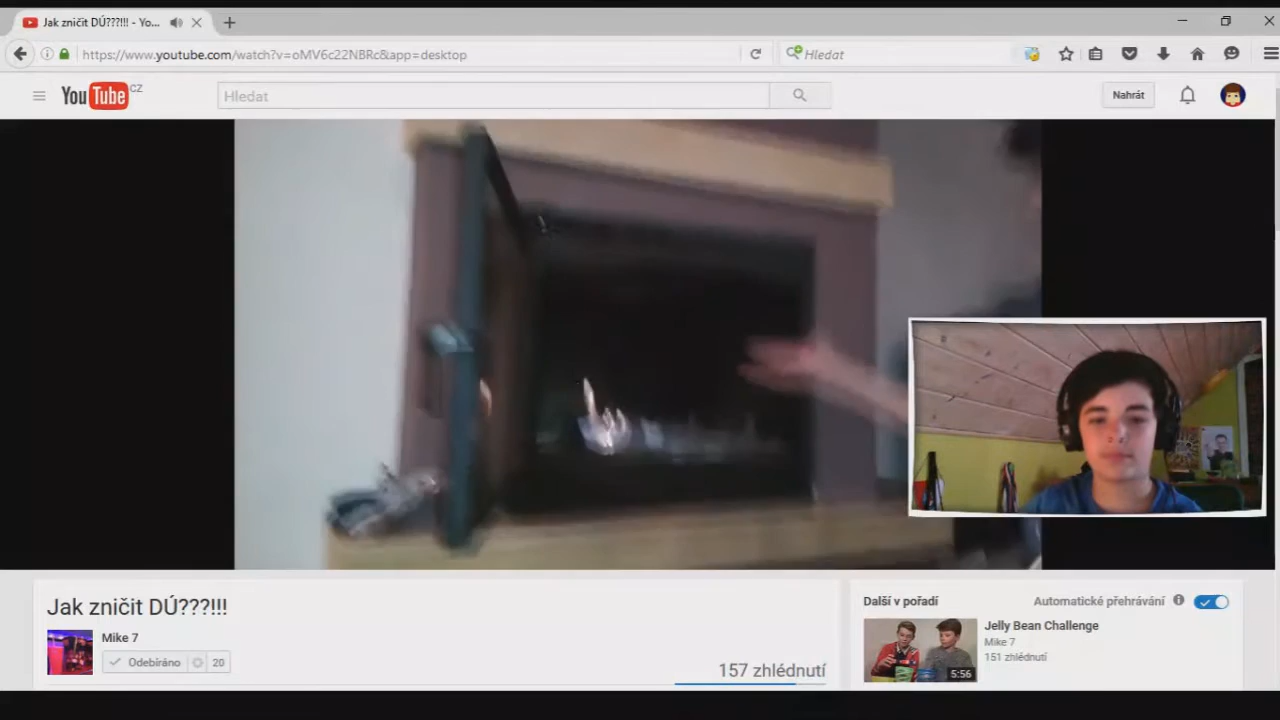 Jak zničit DÚ???!!! - Yo...
https://www.youtube.com/watch?v=oMV6c22NBRc&app=desktop
Hledat
YouTube CZ
Hledat
Nahrát
Jak zničit DÚ???!!!
Mike 7
Odebíráno
20
157 zhlédnutí
Další v pořadí
Automatické přehrávání
Jelly Bean Challenge
Mike 7
151 zhlédnutí
5:56